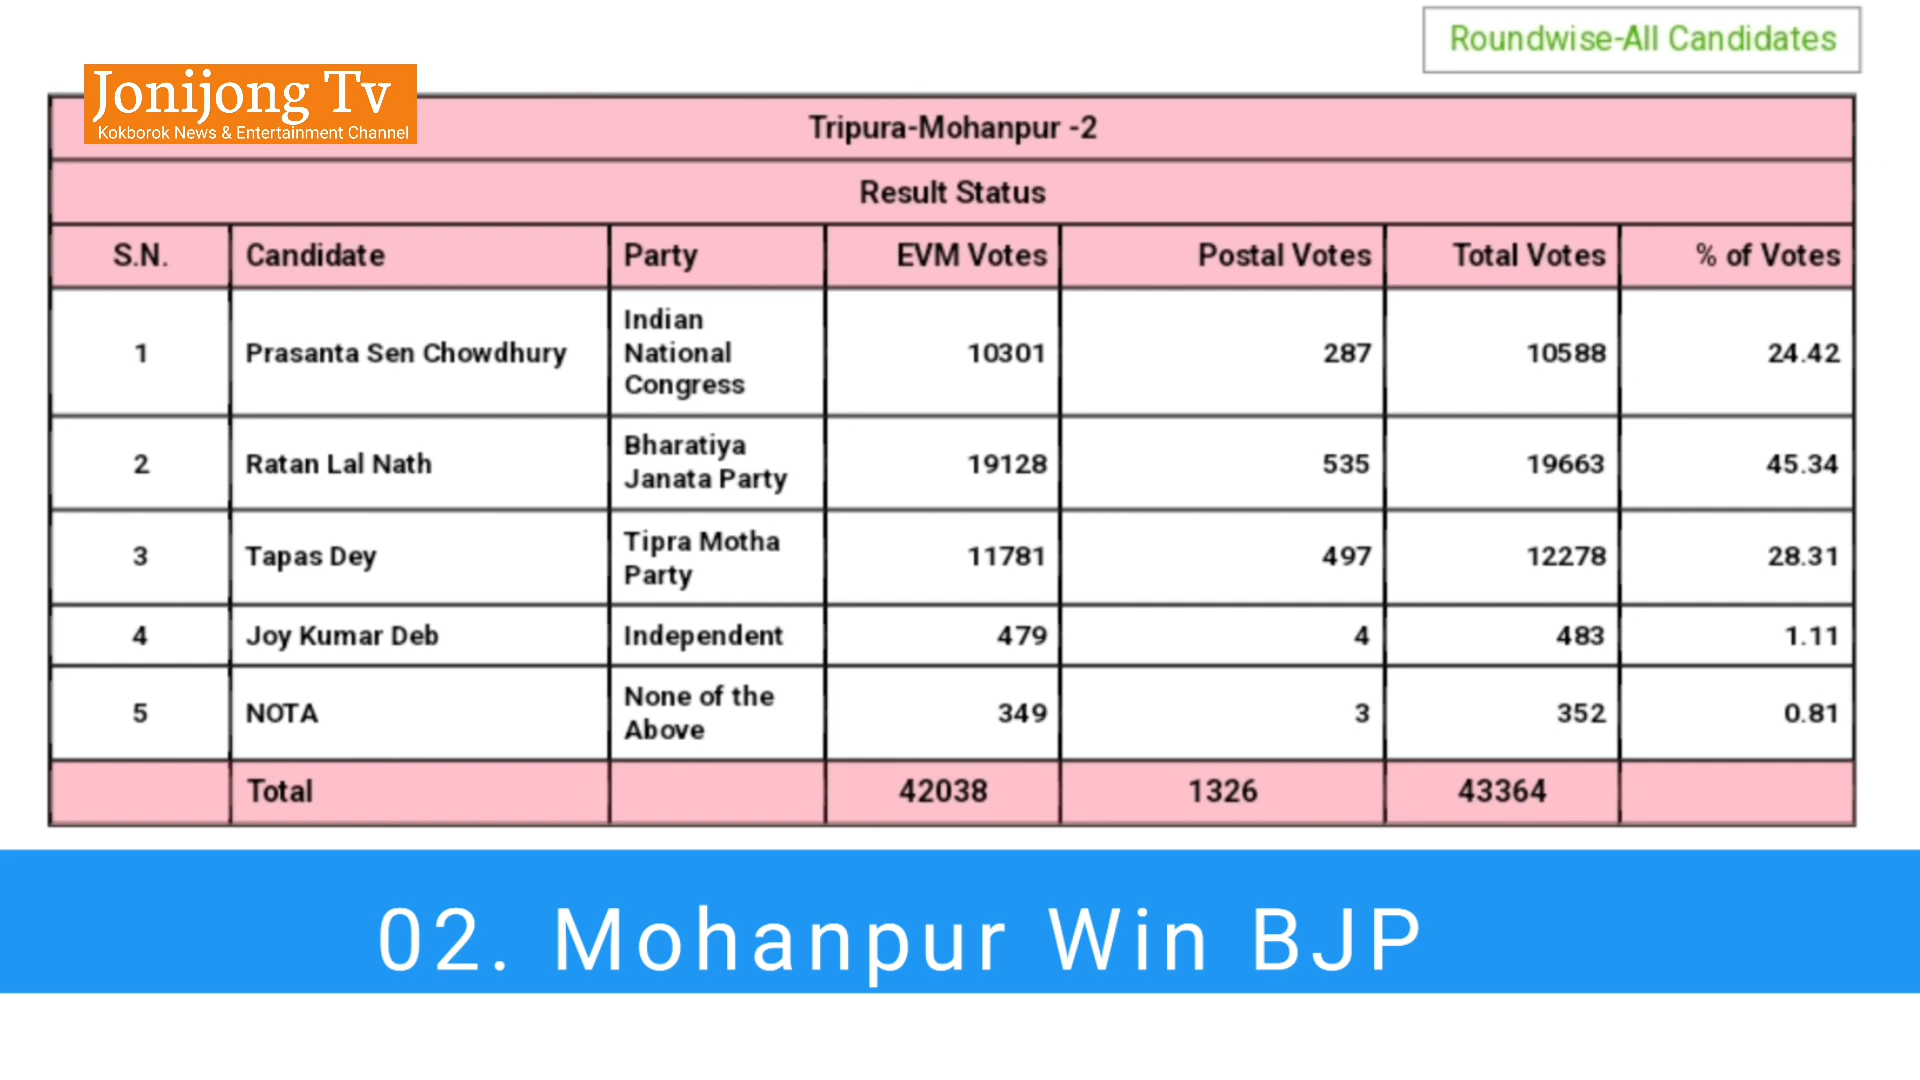 Roundwise-All Candidates
Jonijong Tv
Kokborok News & Entertainment Channel
Tripura-Mohanpur -2
Result Status
S.N. Candidate Party EVM Votes Postal Votes Total Votes % of Votes
1 Prasanta Sen Chowdhury Indian National Congress 10301 287 10588 24.42
2 Ratan Lal Nath Bharatiya Janata Party 19128 535 19663 45.34
3 Tapas Dey Tipra Motha Party 11781 497 12278 28.31
4 Joy Kumar Deb Independent 479 4 483 1.11
5 NOTA None of the Above 349 3 352 0.81
Total 42038 1326 43364
02. Mohanpur Win BJP